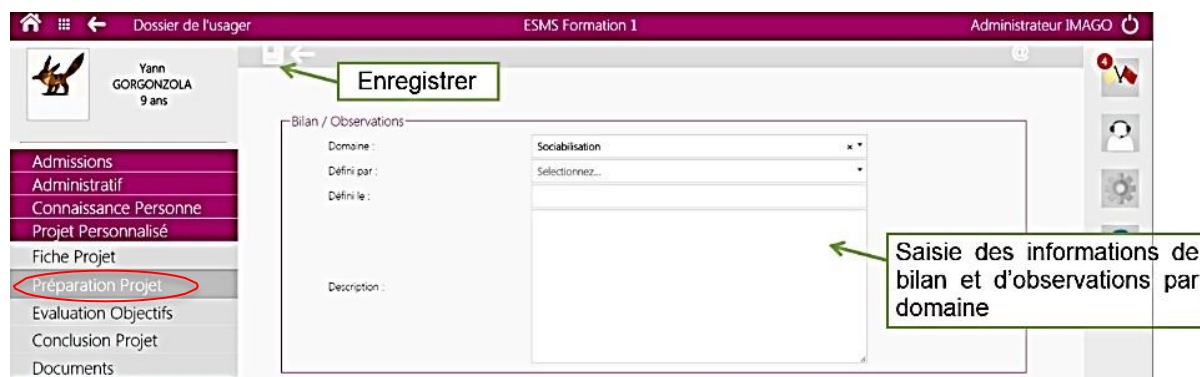 Dossier de l'usager
ESMS Formation 1
Administrateur IMAGO
Yann
GORGONZOLA
9 ans
Enregistrer
4
Bilan / Observations
Domaine :
Sociabilisation
Défini par :
Selectionnez...
Défini le :
Description :
Saisie des informations de
bilan et d'observations par
domaine
Admissions
Administratif
Connaissance Personne
Projet Personnalisé
Fiche Projet
Préparation Projet
Evaluation Objectifs
Conclusion Projet
Documents